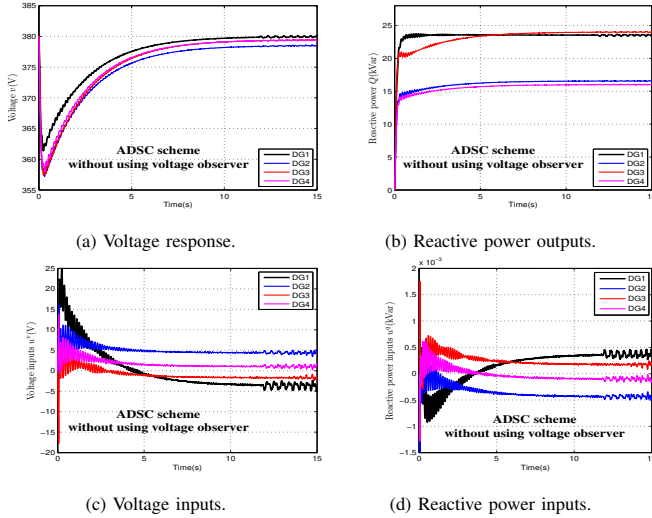 380
375
370
365
360
355
0
5
10
15
Voltage v(V)
Time(s)
ADSC scheme
without using voltage observer
DG1
DG2
DG3
DG4
(a) Voltage response.
25
20
15
10
5
0
0
5
10
15
Reactive power Q(kVar)
Time(s)
ADSC scheme
without using voltage observer
DG1
DG2
DG3
DG4
(b) Reactive power outputs.
25
20
15
10
5
0
−5
−10
−15
−20
0
5
10
15
Voltage inputs uᵛ(V)
Time(s)
ADSC scheme
without using voltage observer
DG1
DG2
DG3
DG4
(c) Voltage inputs.
x 10⁻³
2
1.5
1
0.5
0
−0.5
−1
−1.5
0
5
10
15
Reactive power inputs u^q(kVar)
Time(s)
ADSC scheme
without using voltage observer
DG1
DG2
DG3
DG4
(d) Reactive power inputs.